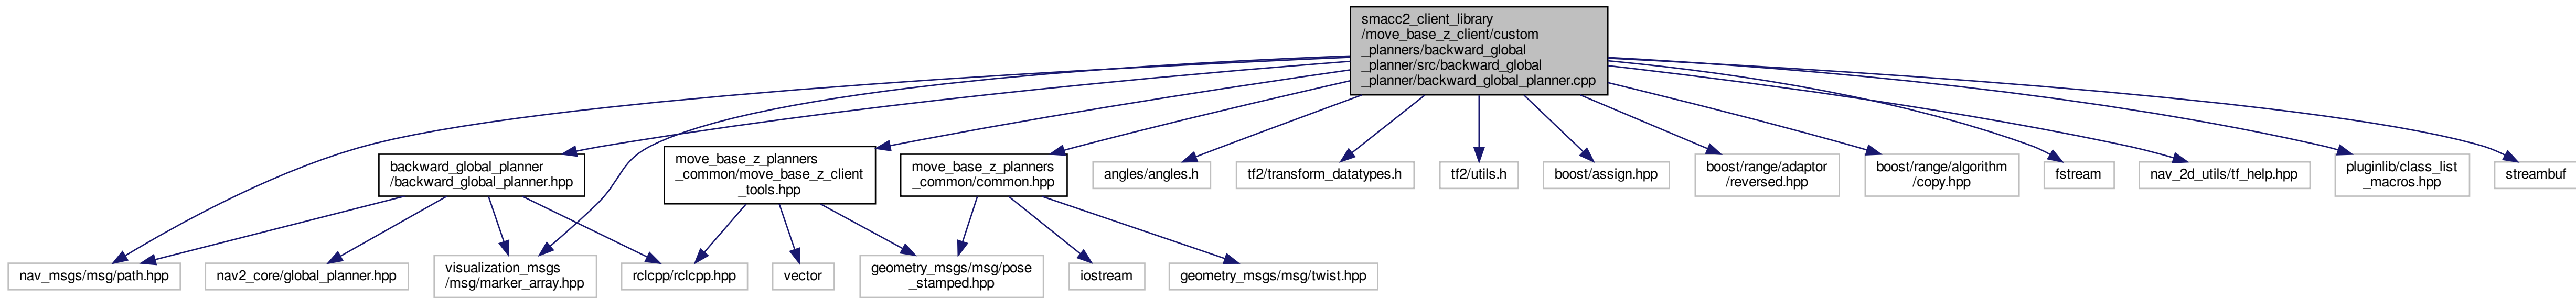 smacc2_client_library
/move_base_z_client/custom
_planners/backward_global
_planner/src/backward_global
_planner/backward_global_planner.cpp
backward_global_planner
/backward_global_planner.hpp
move_base_z_planners
_common/move_base_z_client
_tools.hpp
move_base_z_planners
_common/common.hpp
angles/angles.h
tf2/transform_datatypes.h
tf2/utils.h
boost/assign.hpp
boost/range/adaptor
/reversed.hpp
boost/range/algorithm
/copy.hpp
fstream
nav_2d_utils/tf_help.hpp
pluginlib/class_list
_macros.hpp
streambuf
nav_msgs/msg/path.hpp
nav2_core/global_planner.hpp
visualization_msgs
/msg/marker_array.hpp
rclcpp/rclcpp.hpp
vector
geometry_msgs/msg/pose
_stamped.hpp
iostream
geometry_msgs/msg/twist.hpp